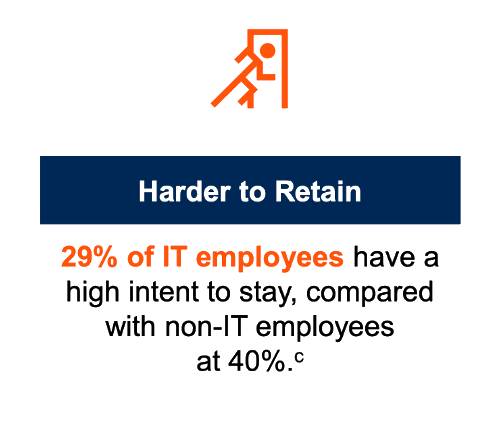 Harder to Retain
29% of IT employees have a
high intent to stay, compared
with non-IT employees
at 40%.ᶜ